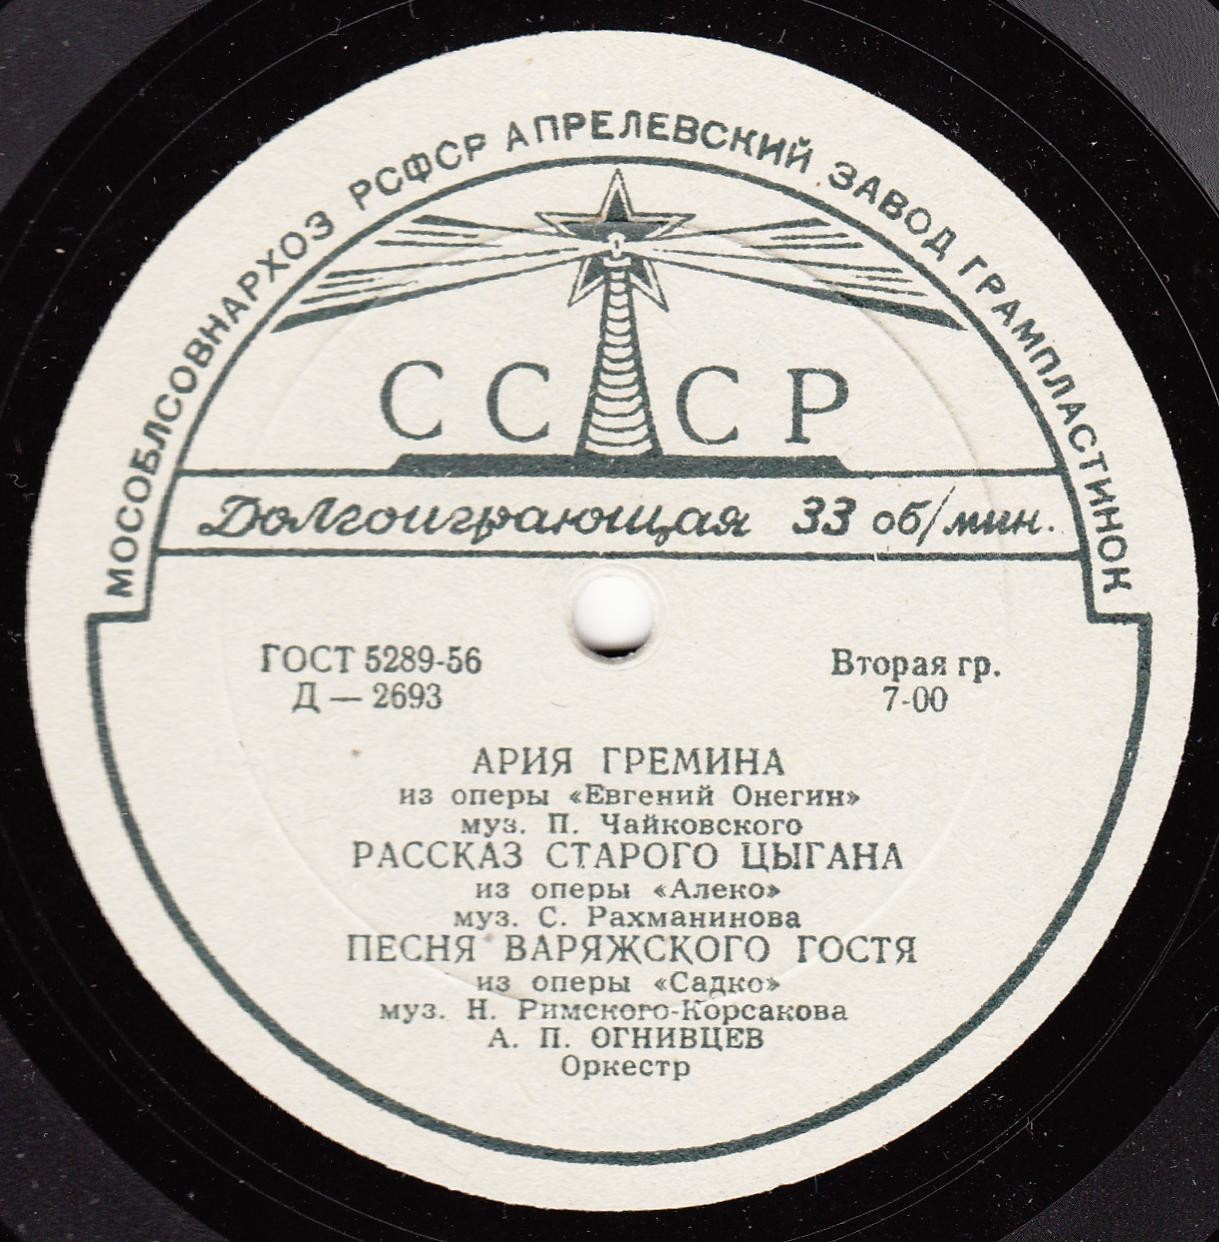 МОСОБЛСОВНАРХОЗ РСФСР АПРЕЛЕВСКИЙ ЗАВОД ГРАМПЛАСТИНОК
СССР
Долгоиграющая 33 об/мин.
ГОСТ 5289-56
Д — 2693
Вторая гр.
7-00
АРИЯ ГРЕМИНА
из оперы «Евгений Онегин»
муз. П. Чайковского
РАССКАЗ СТАРОГО ЦЫГАНА
из оперы «Алеко»
муз. С. Рахманинова
ПЕСНЯ ВАРЯЖСКОГО ГОСТЯ
из оперы «Садко»
муз. Н. Римского-Корсакова
А. П. ОГНИВЦЕВ
Оркестр